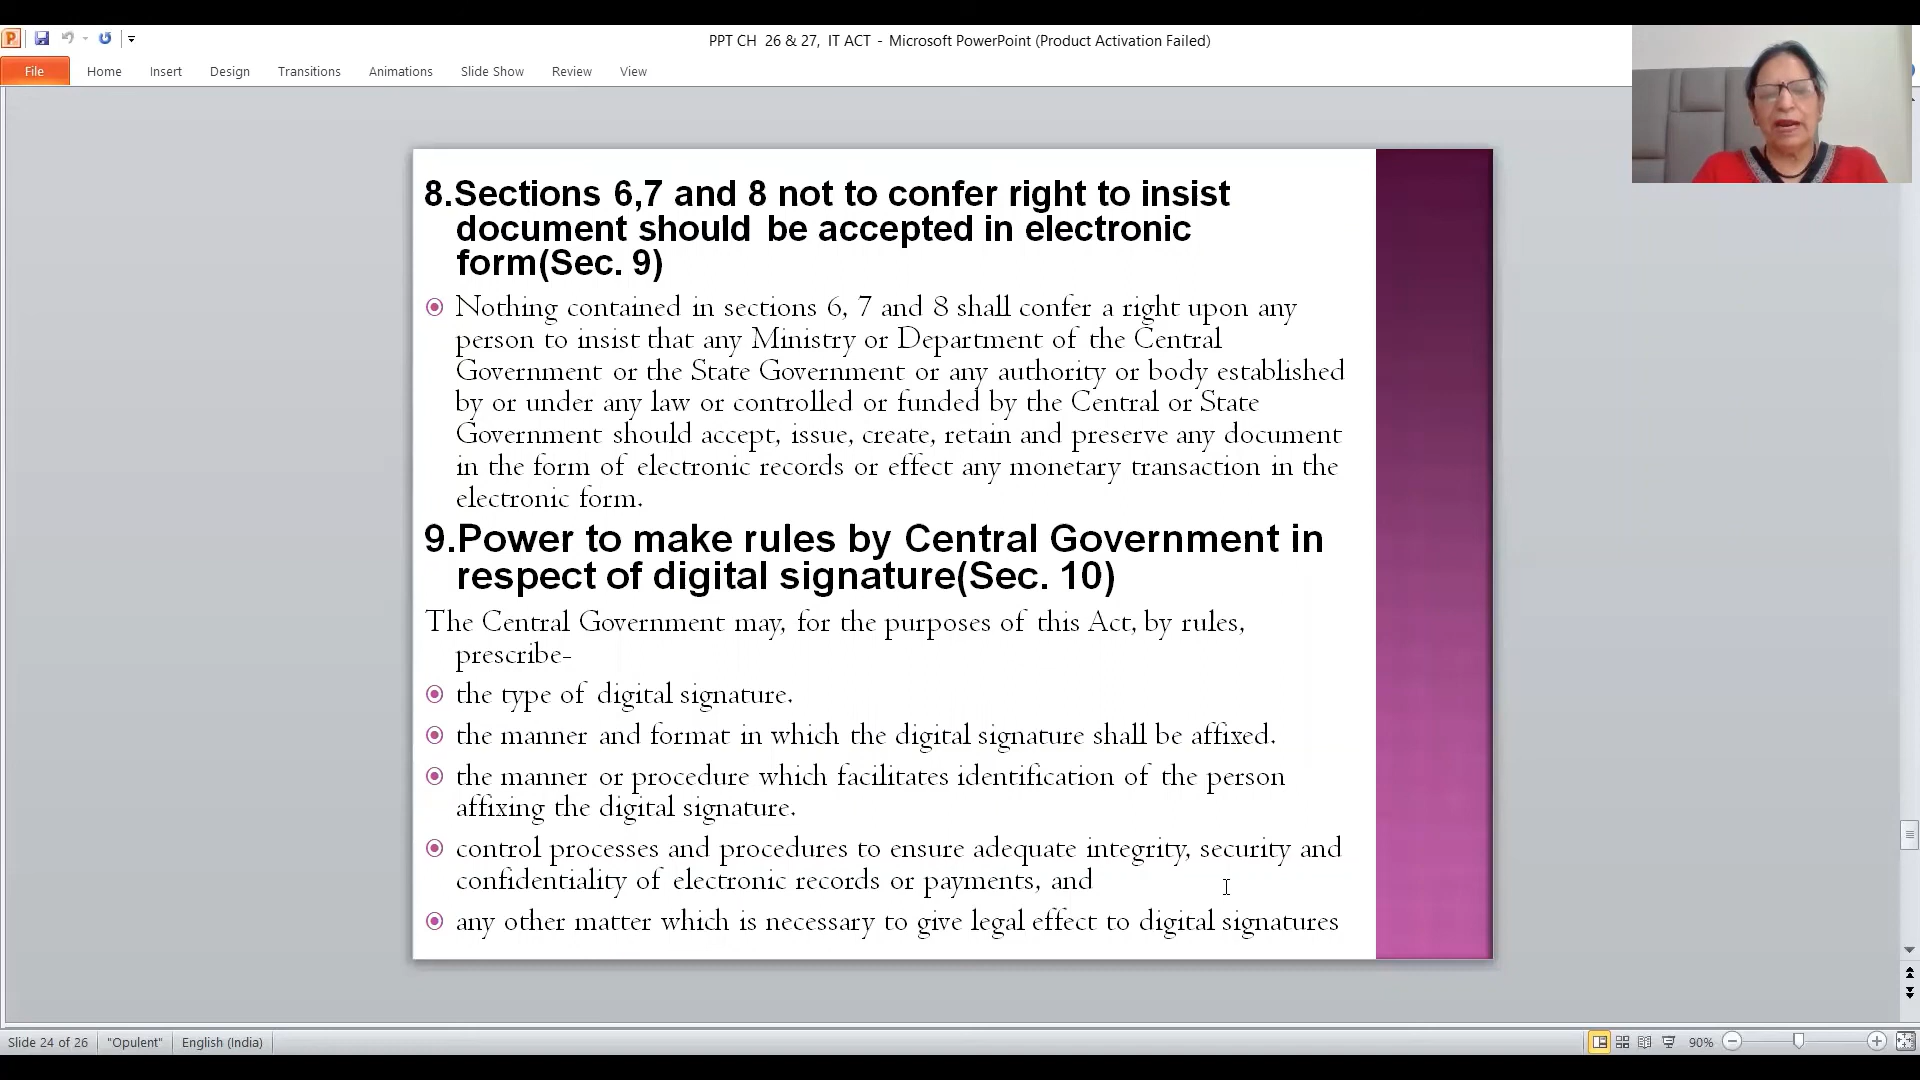 PPT CH 26 & 27, IT ACT - Microsoft PowerPoint (Product Activation Failed)
File Home Insert Design Transitions Animations Slide Show Review View
8.Sections 6,7 and 8 not to confer right to insist
document should be accepted in electronic
form(Sec. 9)
Nothing contained in sections 6, 7 and 8 shall confer a right upon any
person to insist that any Ministry or Department of the Central
Government or the State Government or any authority or body established
by or under any law or controlled or funded by the Central or State
Government should accept, issue, create, retain and preserve any document
in the form of electronic records or effect any monetary transaction in the
electronic form.
9.Power to make rules by Central Government in
respect of digital signature(Sec. 10)
The Central Government may, for the purposes of this Act, by rules,
prescribe-
the type of digital signature.
the manner and format in which the digital signature shall be affixed.
the manner or procedure which facilitates identification of the person
affixing the digital signature.
control processes and procedures to ensure adequate integrity, security and
confidentiality of electronic records or payments, and
any other matter which is necessary to give legal effect to digital signatures
Slide 24 of 26 "Opulent" English (India) 90%